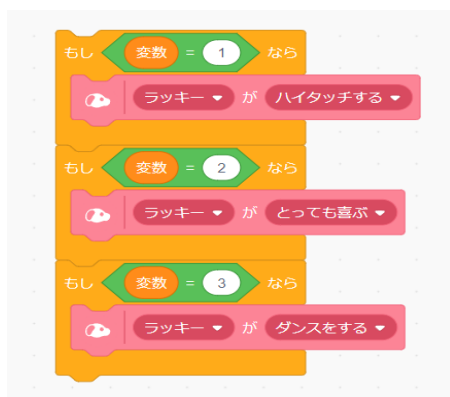 もし 変数 = 1 なら
ラッキー が ハイタッチする
もし 変数 = 2 なら
ラッキー が とっても喜ぶ
もし 変数 = 3 なら
ラッキー が ダンスをする